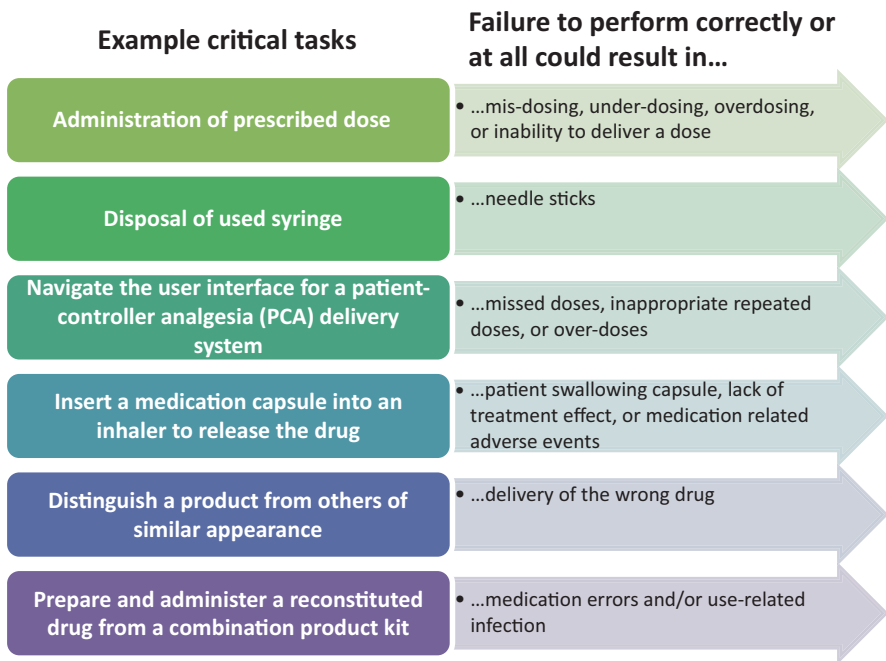 Example critical tasks
Failure to perform correctly or
at all could result in…
Administration of prescribed dose
• …mis-dosing, under-dosing, overdosing,
or inability to deliver a dose
Disposal of used syringe
• …needle sticks
Navigate the user interface for a patient-
controller analgesia (PCA) delivery
system
• …missed doses, inappropriate repeated
doses, or over-doses
Insert a medication capsule into an
inhaler to release the drug
• …patient swallowing capsule, lack of
treatment effect, or medication related
adverse events
Distinguish a product from others of
similar appearance
• …delivery of the wrong drug
Prepare and administer a reconstituted
drug from a combination product kit
• …medication errors and/or use-related
infection